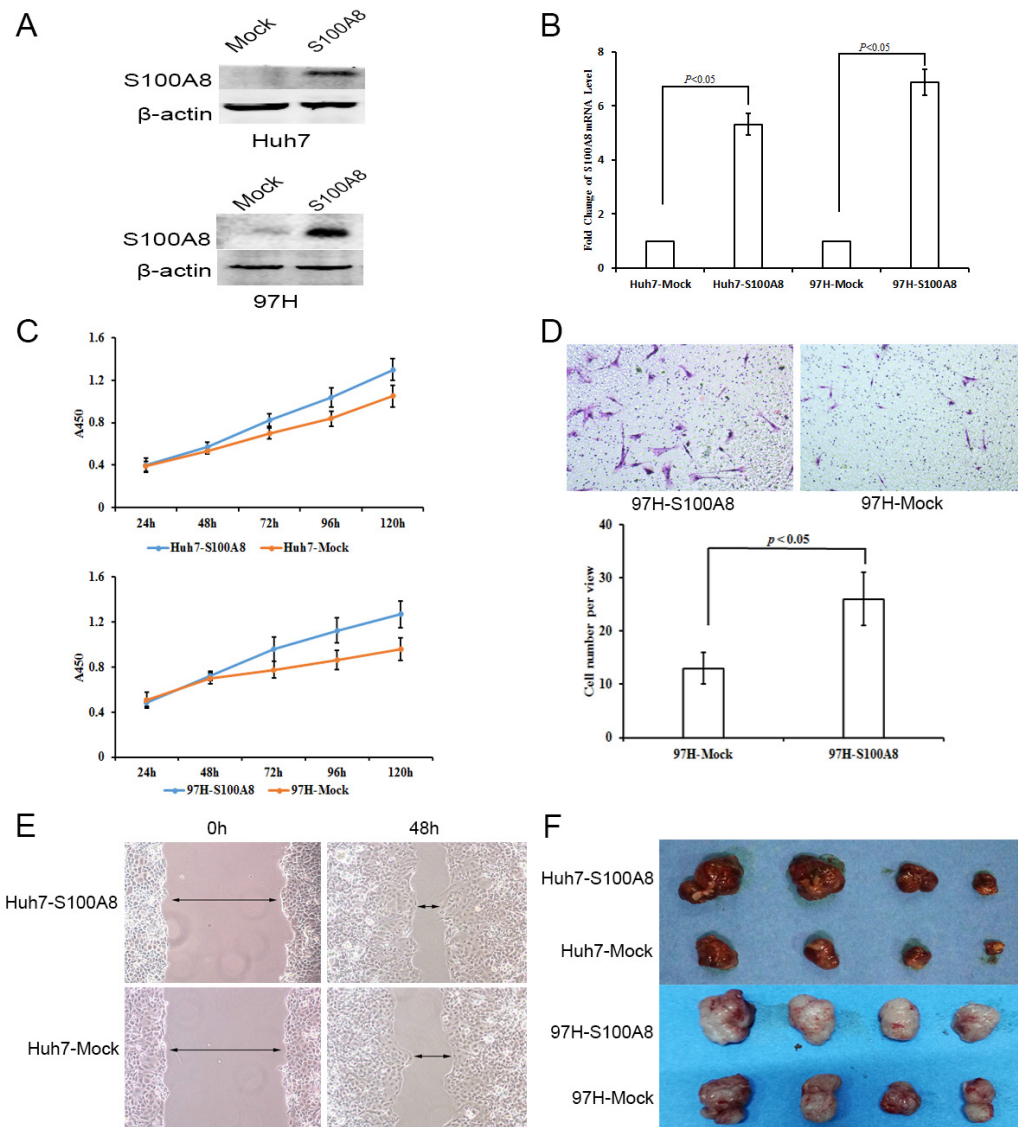 A
Mock
S100A8
S100A8
β-actin
Huh7
Mock
S100A8
S100A8
β-actin
97H
B
Fold Change of S100A8 mRNA Level
8
6
4
2
0
P<0.05
P<0.05
Huh7-Mock
Huh7-S100A8
97H-Mock
97H-S100A8
C
A450
1.6
1.2
0.8
0.4
0
24h
48h
72h
96h
120h
Huh7-S100A8
Huh7-Mock
A450
1.6
1.2
0.8
0.4
0
24h
48h
72h
96h
120h
97H-S100A8
97H-Mock
D
97H-S100A8
97H-Mock
Cell number per view
40
30
20
10
0
p < 0.05
97H-Mock
97H-S100A8
E
0h
48h
Huh7-S100A8
Huh7-Mock
F
Huh7-S100A8
Huh7-Mock
97H-S100A8
97H-Mock